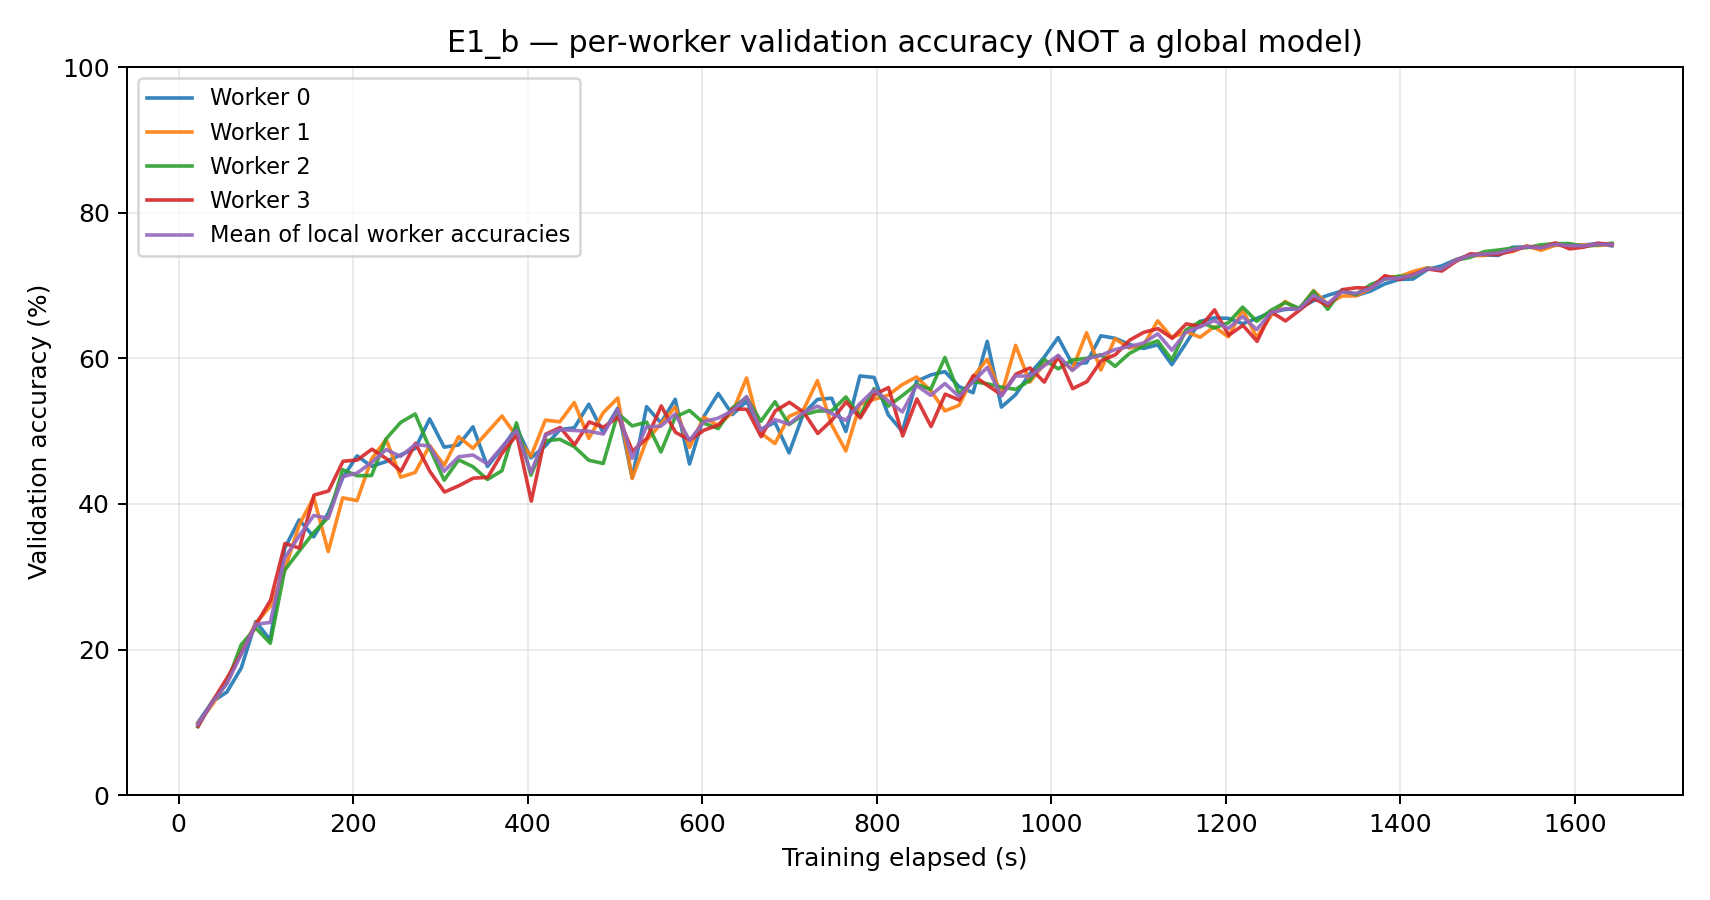 E1_b — per-worker validation accuracy (NOT a global model)
100
80
60
40
20
0
Validation accuracy (%)
Worker 0
Worker 1
Worker 2
Worker 3
Mean of local worker accuracies
0 200 400 600 800 1000 1200 1400 1600
Training elapsed (s)